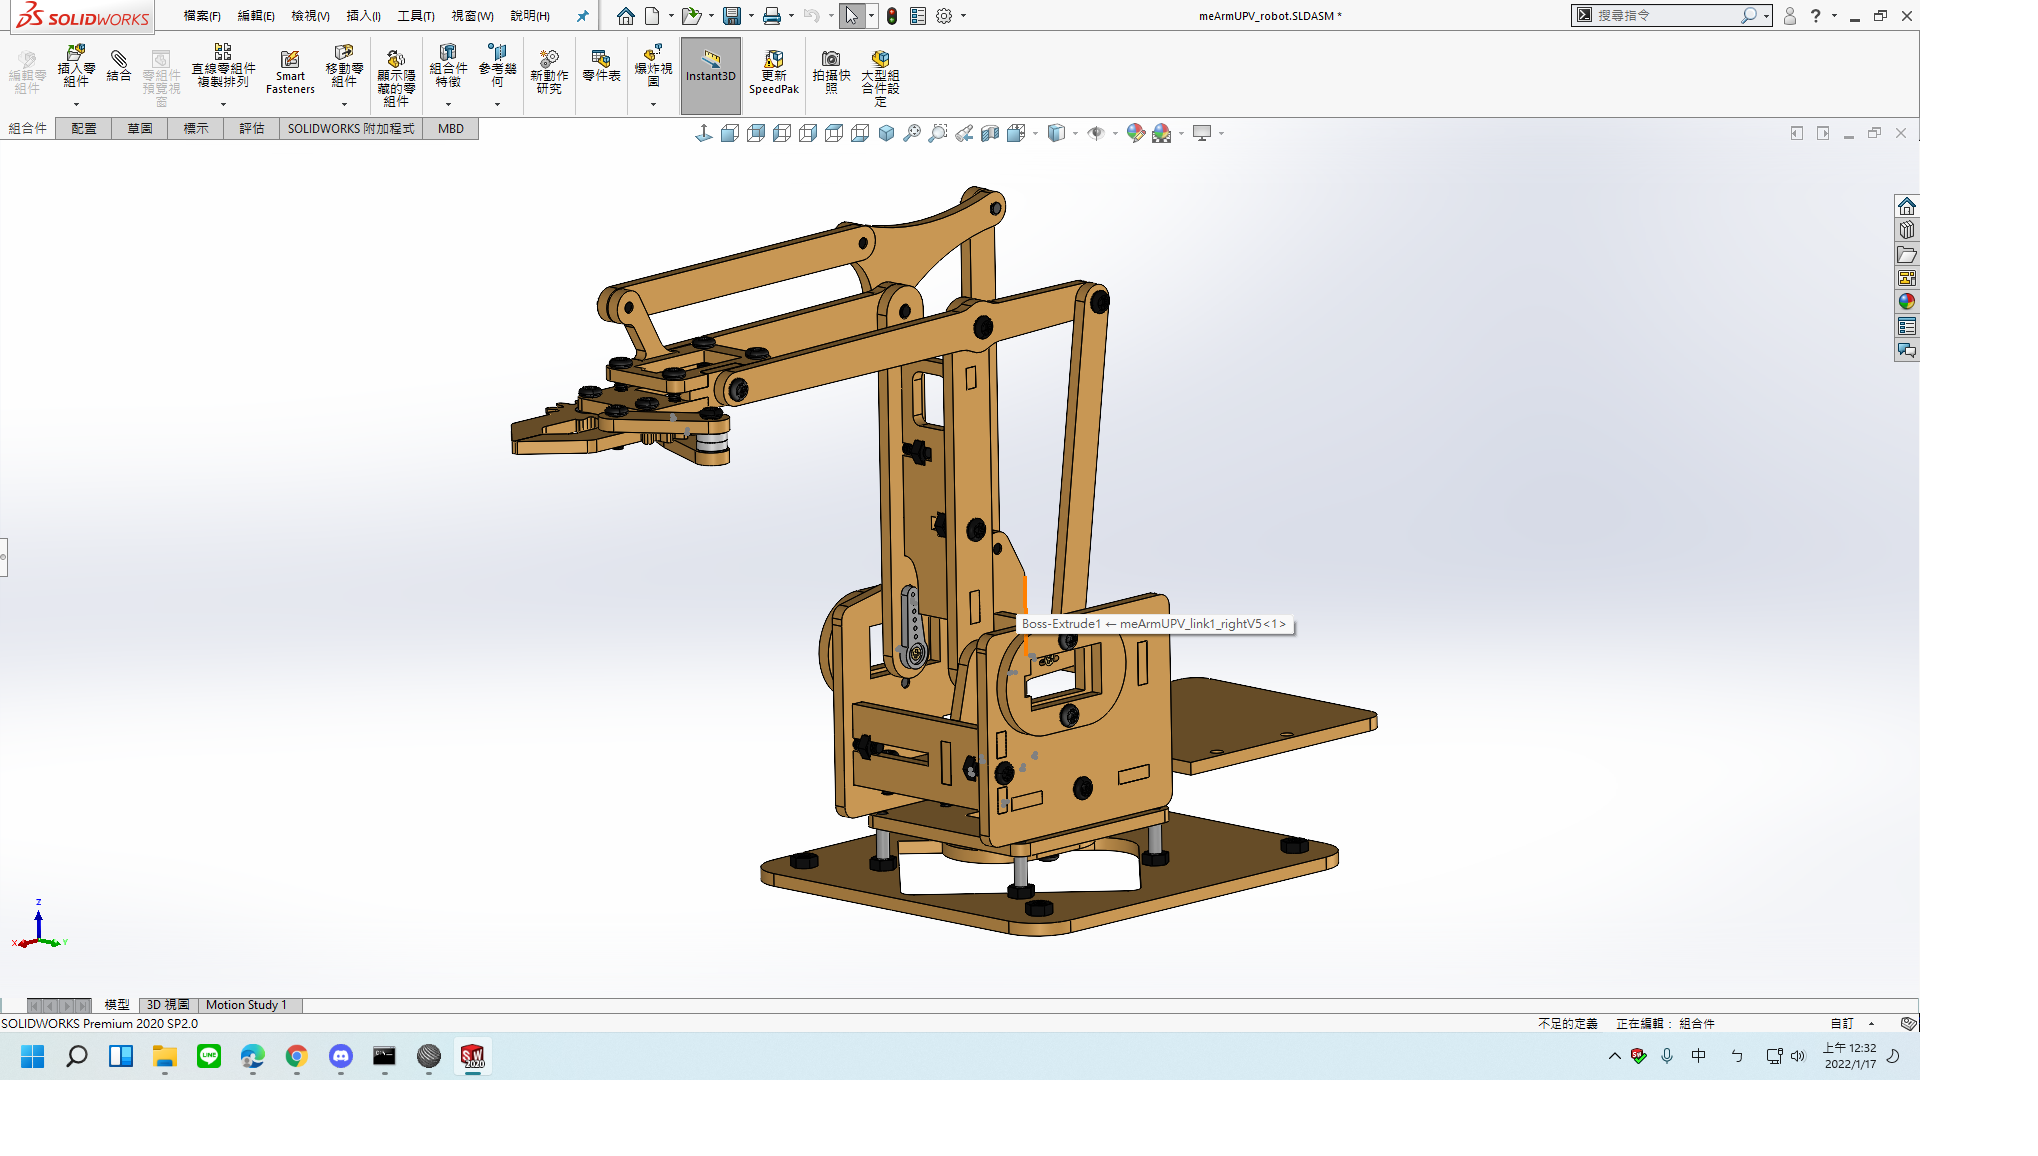 SOLIDWORKS
檔案(F) 編輯(E) 檢視(V) 插入(I) 工具(T) 視窗(W) 說明(H)
meArmUPV_robot.SLDASM *
搜尋指令
?
編輯零
組件
插入零
組件
結合
零組件
預覽視
窗
直線零組件
複製排列
Smart
Fasteners
移動零
組件
顯示隱
藏的零
組件
組合件
特徵
參考幾
何
新動作
研究
零件表
爆炸視
圖
Instant3D
更新
SpeedPak
拍攝快
照
大型組
合件設
定
組合件 配置 草圖 標示 評估 SOLIDWORKS 附加程式 MBD
Boss-Extrude1 ← meArmUPV_link1_rightV5<1>
Z
X
Y
模型 3D 視圖 Motion Study 1
SOLIDWORKS Premium 2020 SP2.0
不足的定義 正在編輯： 組合件 自訂
LINE
SW
2020
中 ㄅ
上午 12:32
2022/1/17